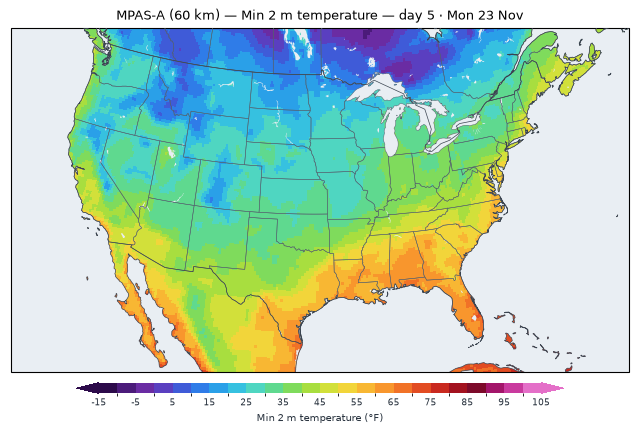 MPAS-A (60 km) — Min 2 m temperature — day 5 · Mon 23 Nov
-15 -5 5 15 25 35 45 55 65 75 85 95 105
Min 2 m temperature (°F)